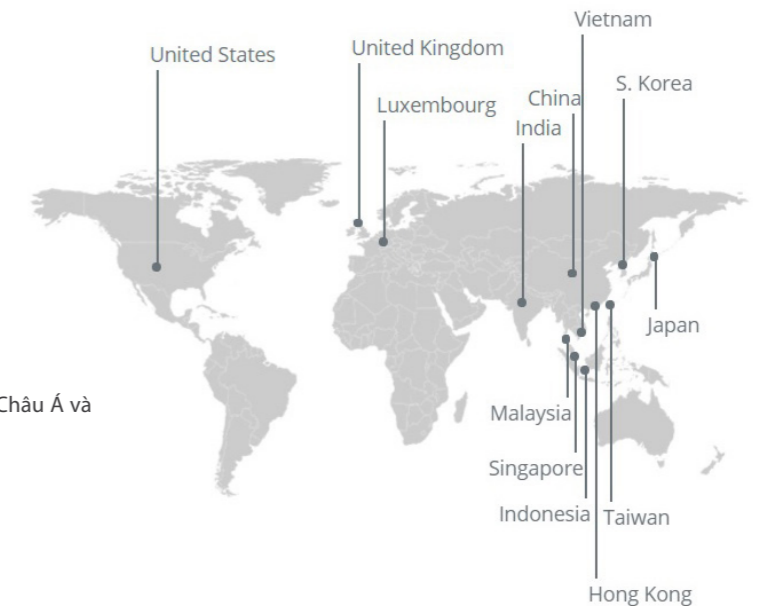 Vietnam
United Kingdom
United States
S. Korea
China
Luxembourg
India
Japan
Châu Á và
Malaysia
Singapore
Indonesia
Taiwan
Hong Kong